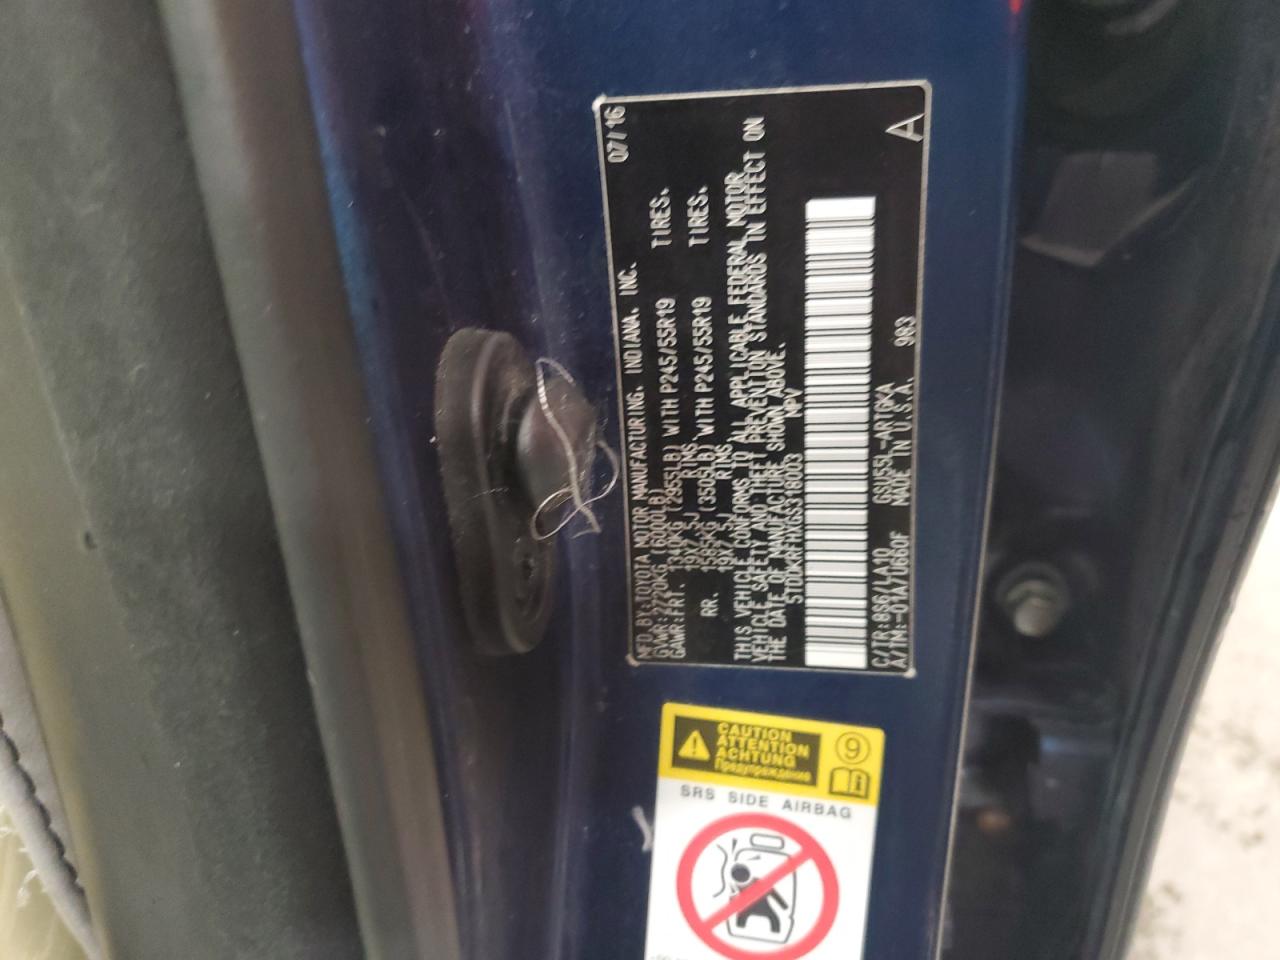 MFD.BY:TOYOTA MOTOR MANUFACTURING, INDIANA, INC. 07/16
GVWR:2720KG (6000LB)
GAWR:FRT. 1340KG (2955LB) WITH P245/55R19 TIRES,
19X7.5J RIMS
RR. 1585KG (3505LB) WITH P245/55R19 TIRES,
19X7.5J RIMS
THIS VEHICLE CONFORMS TO ALL APPLICABLE FEDERAL MOTOR
VEHICLE SAFETY AND THEFT PREVENTION STANDARDS IN EFFECT ON
THE DATE OF MANUFACTURE SHOWN ABOVE.
5TDDKRFHXGS318003 MPV
C/TR:8S6/LA10 GSU55L-ARTGKA
A/TM:-01A/U660F MADE IN U.S.A. 983 A
CAUTION
ATTENTION
ACHTUNG
Предупреждение
9
SRS SIDE AIRBAG